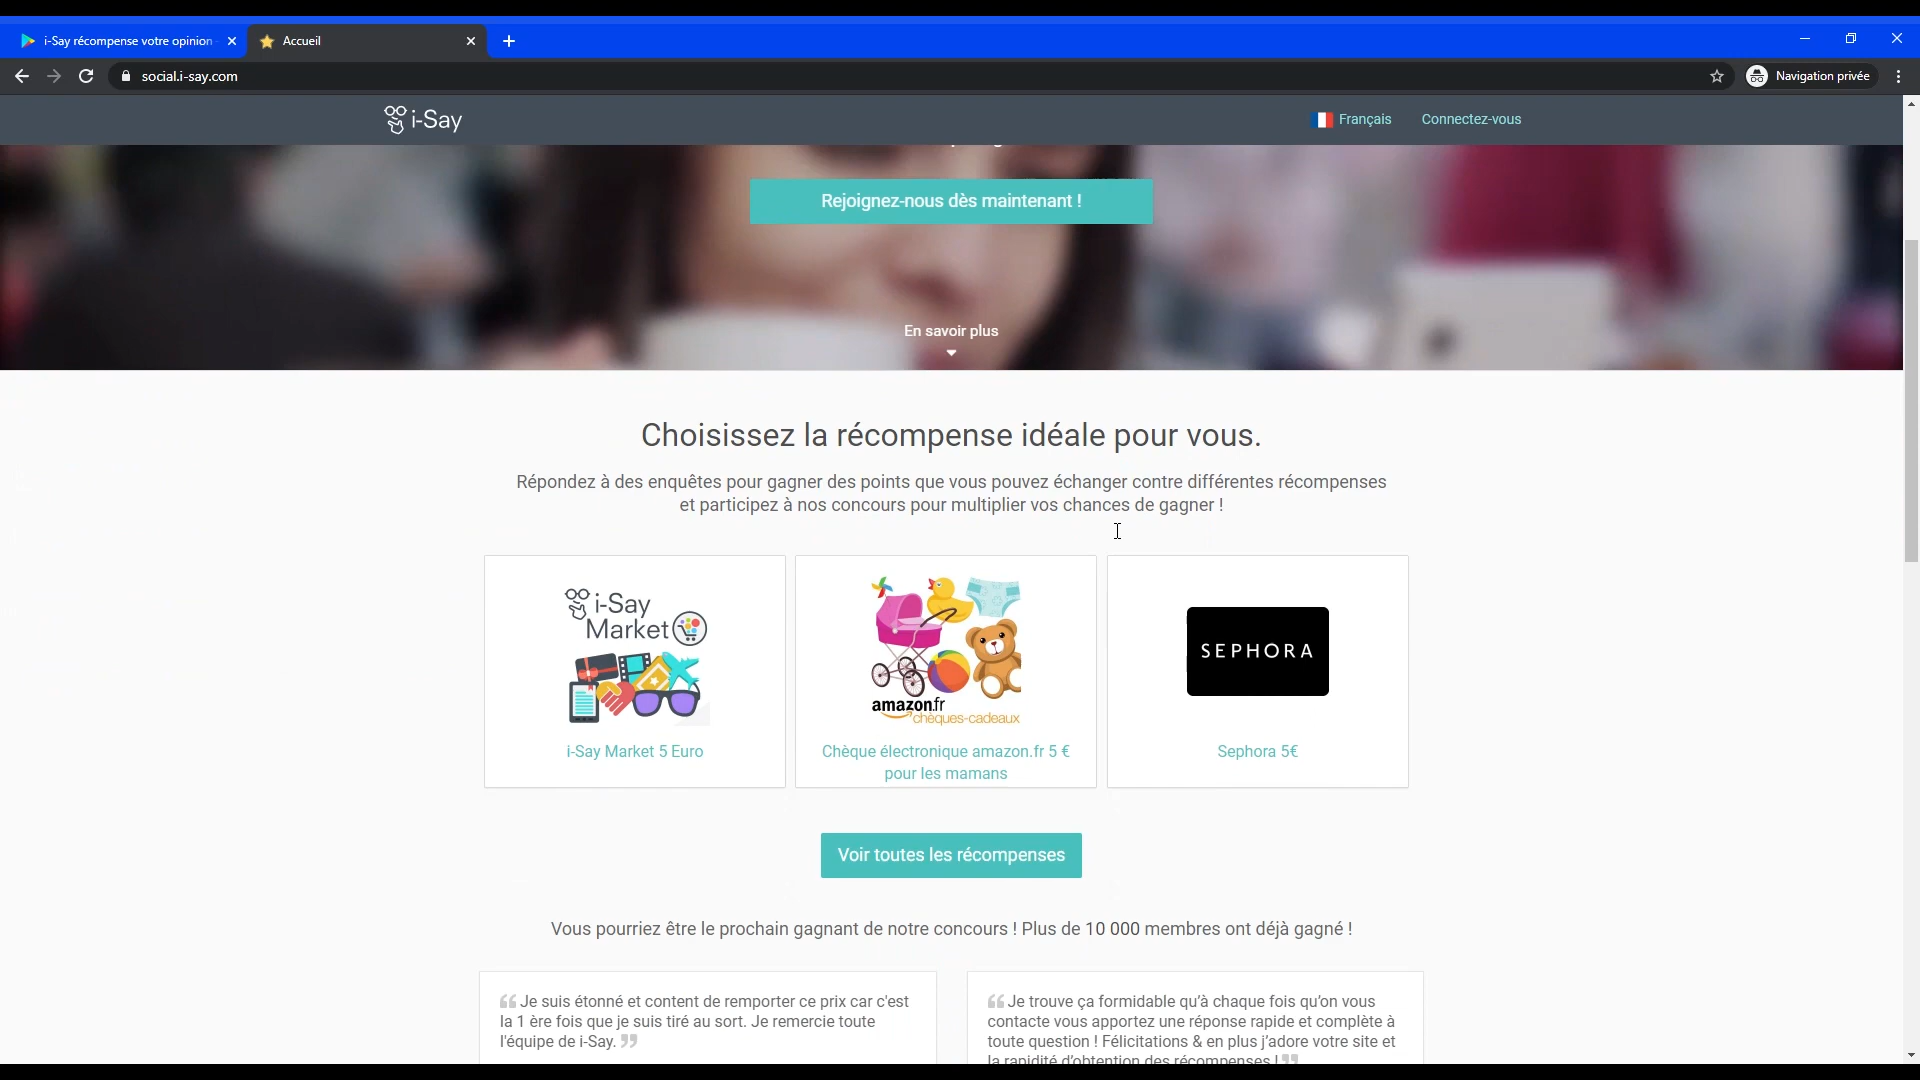 i-Say récompense votre opinion
Accueil
social.i-say.com
Navigation privée
i-Say
Français
Connectez-vous
Rejoignez-nous dès maintenant !
En savoir plus
Choisissez la récompense idéale pour vous.
Répondez à des enquêtes pour gagner des points que vous pouvez échanger contre différentes récompenses
et participez à nos concours pour multiplier vos chances de gagner !
i-Say
Market
amazon.fr
chèques-cadeaux
SEPHORA
i-Say Market 5 Euro
Chèque électronique amazon.fr 5 €
pour les mamans
Sephora 5€
Voir toutes les récompenses
Vous pourriez être le prochain gagnant de notre concours ! Plus de 10 000 membres ont déjà gagné !
“ Je suis étonné et content de remporter ce prix car c'est
la 1 ère fois que je suis tiré au sort. Je remercie toute
l'équipe de i-Say. ”
“ Je trouve ça formidable qu'à chaque fois qu'on vous
contacte vous apportez une réponse rapide et complète à
toute question ! Félicitations & en plus j'adore votre site et
la rapidité d'obtention des récompenses ! ”